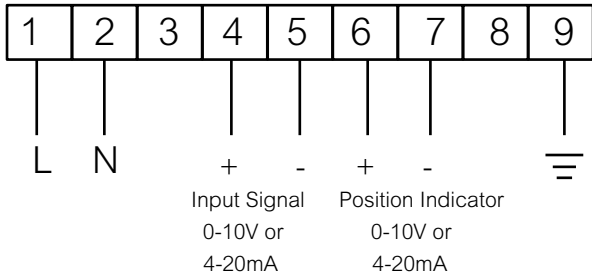 1 2 3 4 5 6 7 8 9
L N + - + -
Input Signal Position Indicator
0-10V or 0-10V or
4-20mA 4-20mA